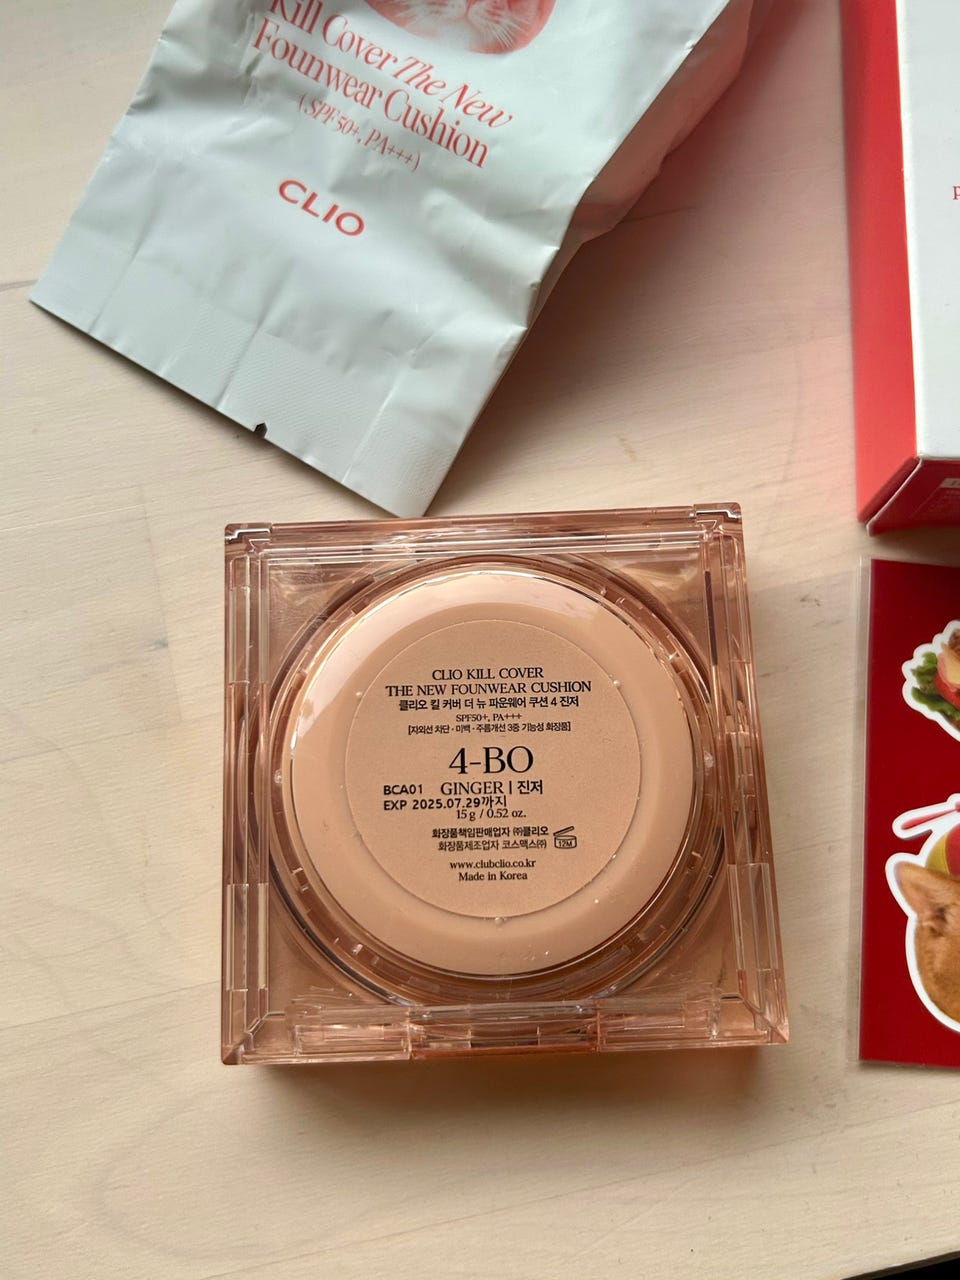 Kill Cover The New
Founwear Cushion
(SPF50+, PA+++)
CLIO
CLIO KILL COVER
THE NEW FOUNWEAR CUSHION
클리오 킬 커버 더 뉴 파운웨어 쿠션 4 진저
SPF50+, PA+++
[자외선 차단 · 미백 · 주름개선 3중 기능성 화장품]
4-BO
BCA01 GINGER | 진저
EXP 2025.07.29까지
15 g / 0.52 oz.
화장품책임판매업자 ㈜클리오
화장품제조업자 코스맥스㈜
12M
www.clubclio.co.kr
Made in Korea